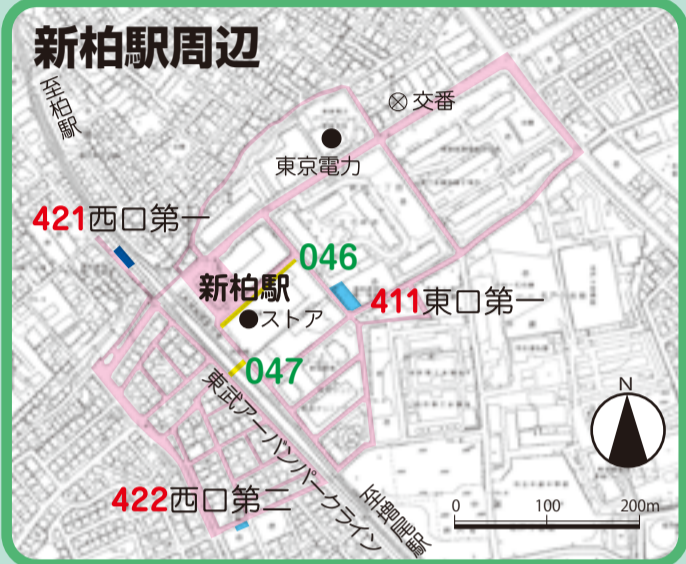 新柏駅周辺
至柏駅
交番
東京電力
421西口第一
046
新柏駅
411東口第一
ストア
047
東武アーバンパークライン
422西口第二
至増尾駅
N
0 100 200m